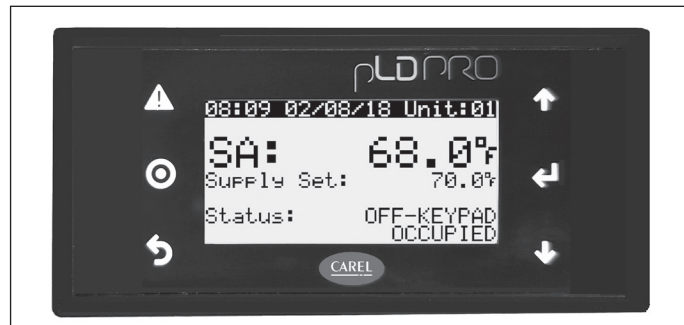 pLDPRO
08:09 02/08/18 Unit:01
SA: 68.0°F
Supply Set: 70.0°F
Status: OFF-KEYPAD
OCCUPIED
CAREL